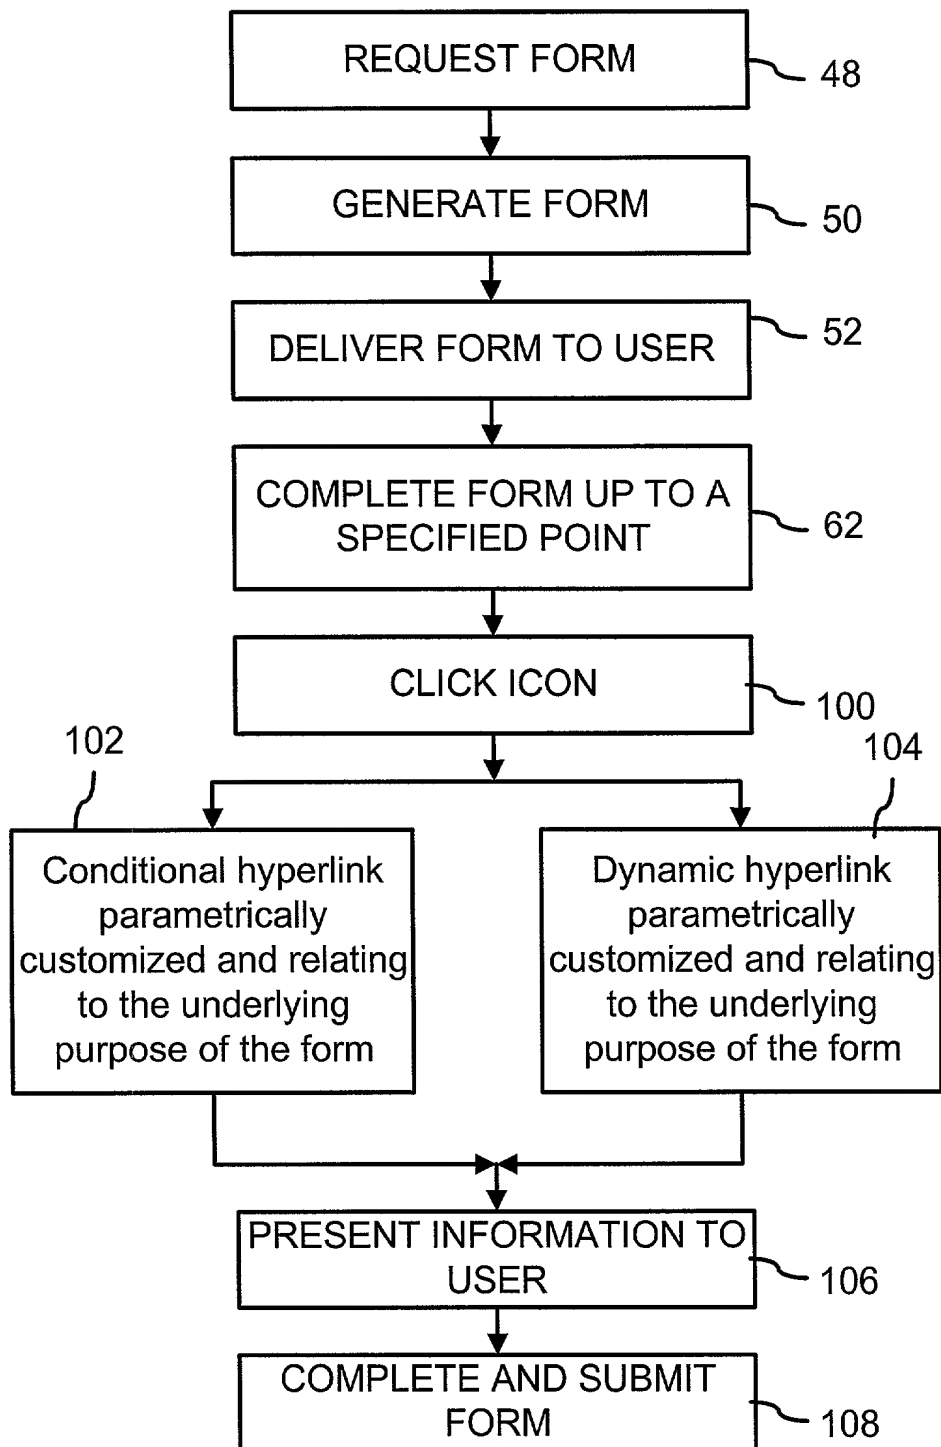 REQUEST FORM
48
GENERATE FORM
50
DELIVER FORM TO USER
52
COMPLETE FORM UP TO A
SPECIFIED POINT
62
CLICK ICON
100
102
104
Conditional hyperlink
parametrically
customized and relating
to the underlying
purpose of the form
Dynamic hyperlink
parametrically
customized and relating
to the underlying
purpose of the form
PRESENT INFORMATION TO
USER
106
COMPLETE AND SUBMIT
FORM
108